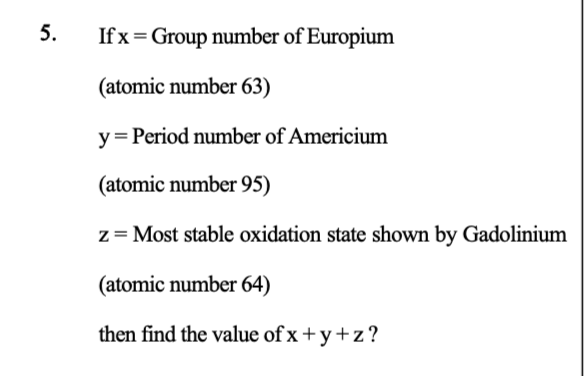 5. If x = Group number of Europium
(atomic number 63)
y = Period number of Americium
(atomic number 95)
z = Most stable oxidation state shown by Gadolinium
(atomic number 64)
then find the value of x + y + z ?